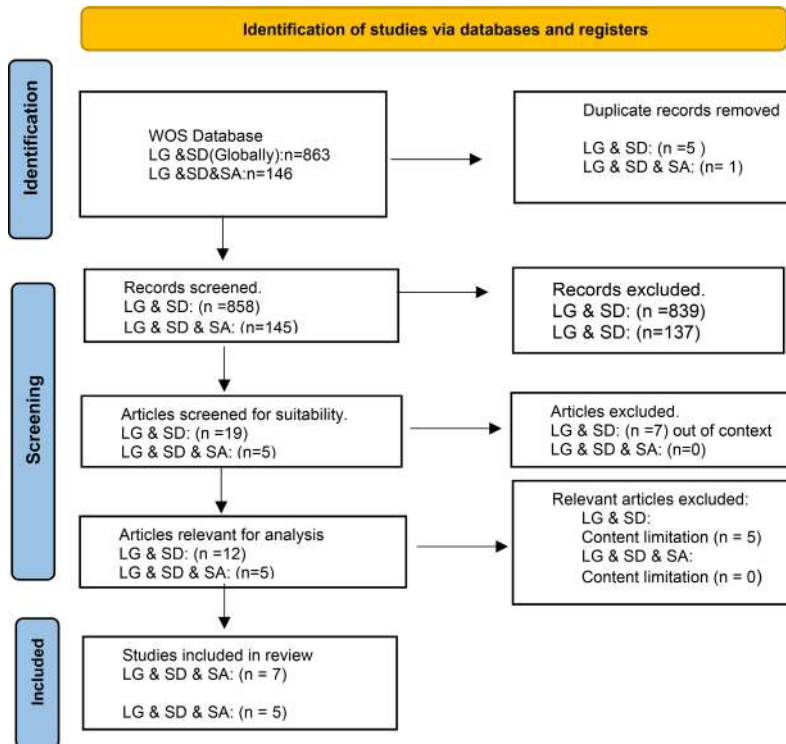 Identification of studies via databases and registers
Identification
WOS Database
LG &SD(Globally):n=863
LG &SD&SA:n=146
Duplicate records removed
LG & SD: (n =5 )
LG & SD & SA: (n= 1)
Screening
Records screened.
LG & SD: (n =858)
LG & SD & SA: (n=145)
Records excluded.
LG & SD: (n =839)
LG & SD: (n=137)
Articles screened for suitability.
LG & SD: (n =19)
LG & SD & SA: (n=5)
Articles excluded.
LG & SD: (n =7) out of context
LG & SD & SA: (n=0)
Articles relevant for analysis
LG & SD: (n =12)
LG & SD & SA: (n=5)
Relevant articles excluded:
LG & SD:
Content limitation (n = 5)
LG & SD & SA:
Content limitation (n = 0)
Included
Studies included in review
LG & SD & SA: (n = 7)
LG & SD & SA: (n = 5)